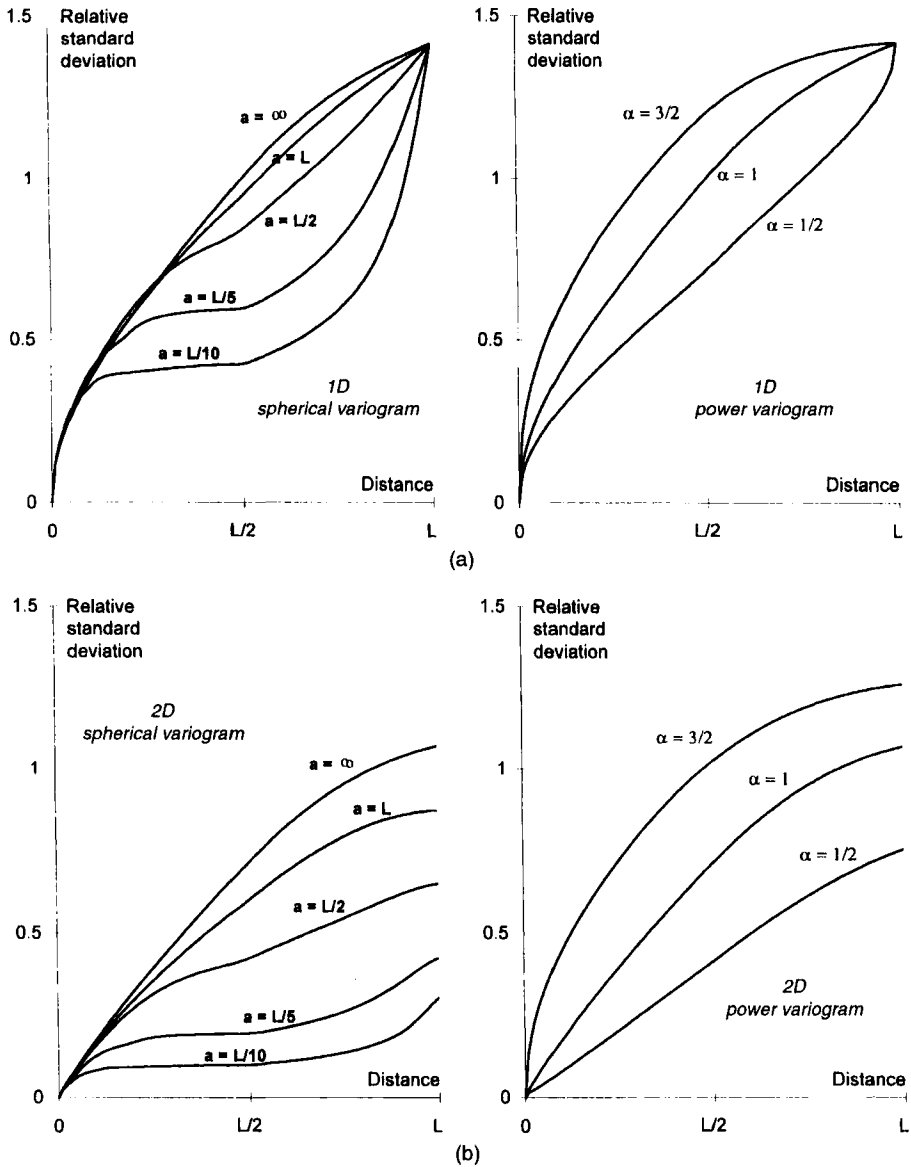 1.5
Relative
standard
deviation
a = ∞
a = L
1
a = L/2
a = L/5
0.5
a = L/10
1D
spherical variogram
Distance
0
0
L/2
L
1.5
Relative
standard
deviation
α = 3/2
1
α = 1
α = 1/2
0.5
1D
power variogram
Distance
0
0
L/2
L
(a)
1.5
Relative
standard
deviation
2D
spherical variogram
a = ∞
1
a = L
a = L/2
0.5
a = L/5
a = L/10
Distance
0
0
L/2
L
1.5
Relative
standard
deviation
α = 3/2
1
α = 1
α = 1/2
0.5
2D
power variogram
Distance
0
0
L/2
L
(b)